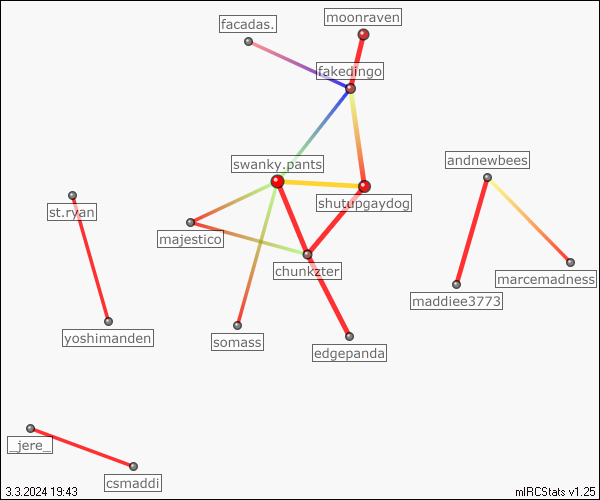 moonraven
facadas.
fakedingo
andnewbees
swanky.pants
shutupgaydog
st.ryan
majestico
chunkzter
marcemadness
maddiee3773
yoshimanden
somass
edgepanda
_jere_
csmaddi
3.3.2024 19:43
mIRCStats v1.25